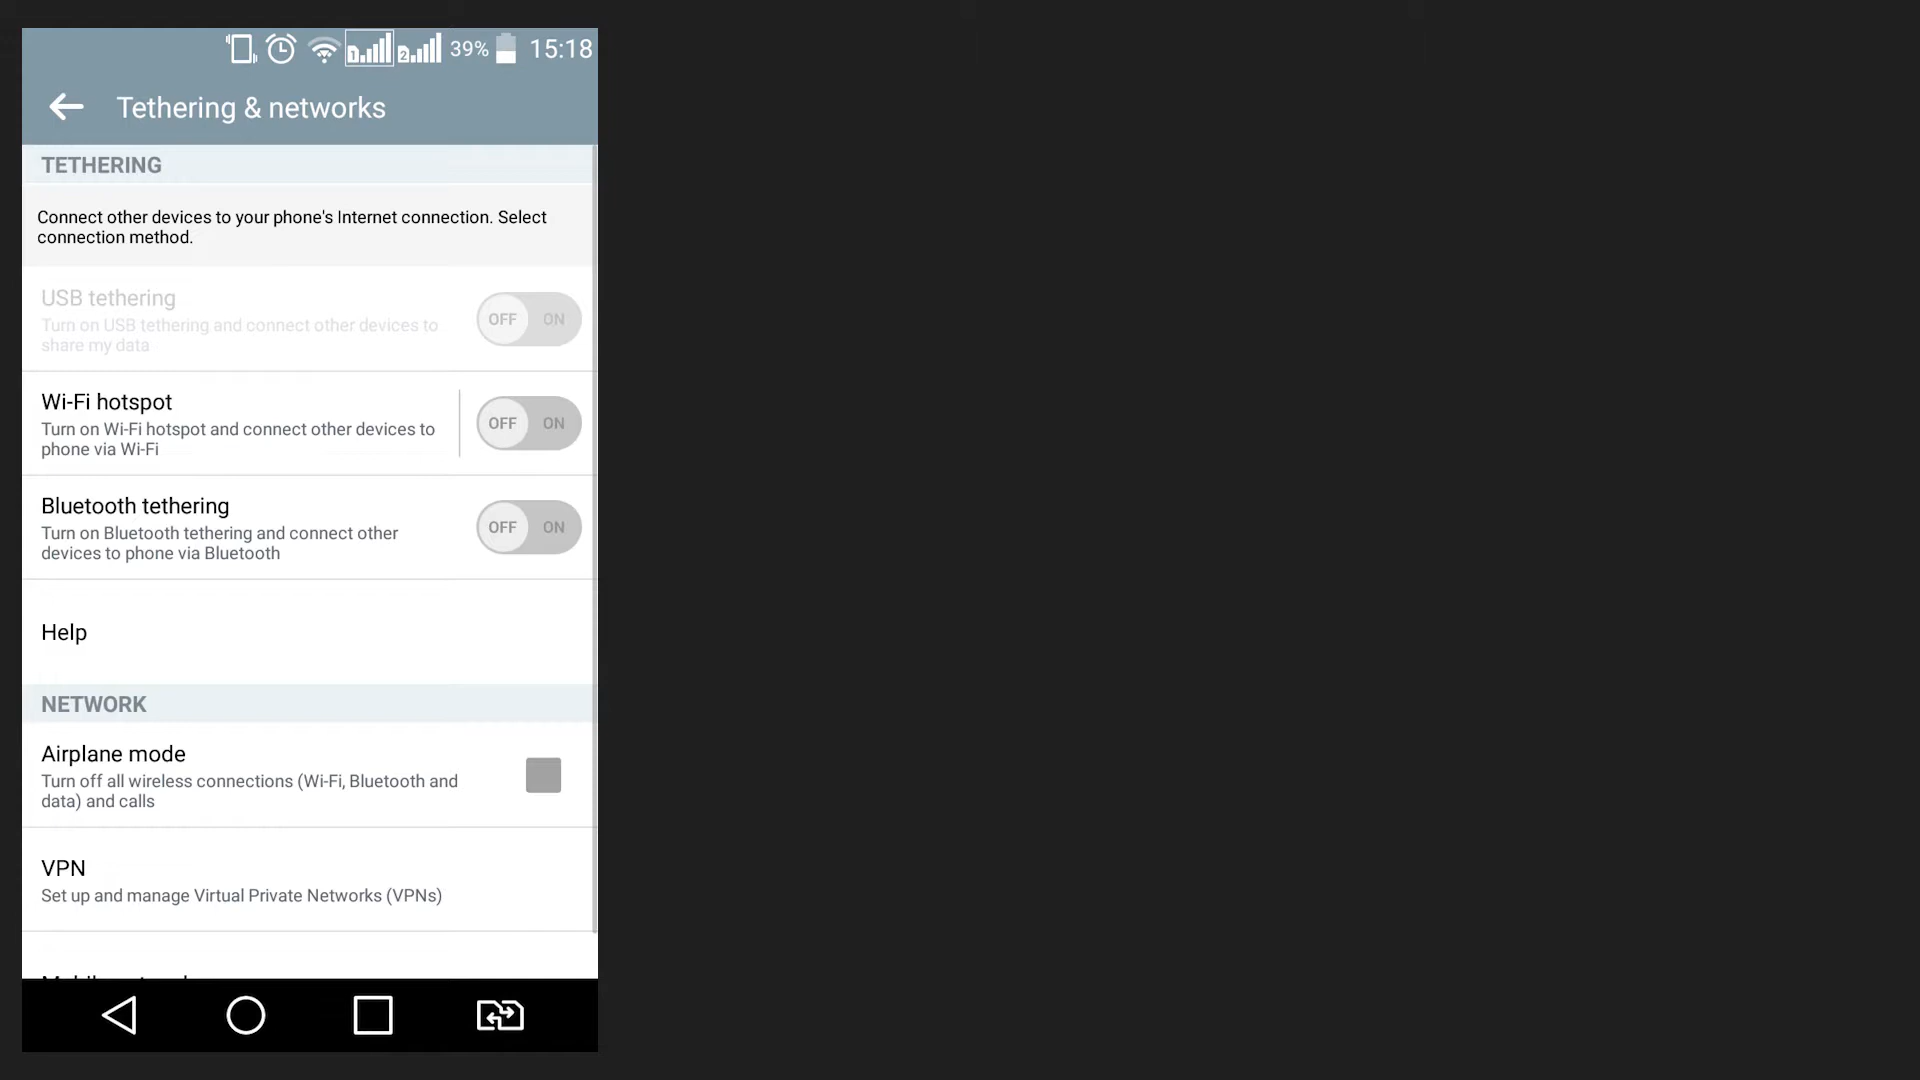 1 2 39% 15:18
Tethering & networks
TETHERING
Connect other devices to your phone's Internet connection. Select
connection method.
USB tethering
Turn on USB tethering and connect other devices to
share my data
OFF ON
Wi-Fi hotspot
Turn on Wi-Fi hotspot and connect other devices to
phone via Wi-Fi
OFF ON
Bluetooth tethering
Turn on Bluetooth tethering and connect other
devices to phone via Bluetooth
OFF ON
Help
NETWORK
Airplane mode
Turn off all wireless connections (Wi-Fi, Bluetooth and
data) and calls
VPN
Set up and manage Virtual Private Networks (VPNs)